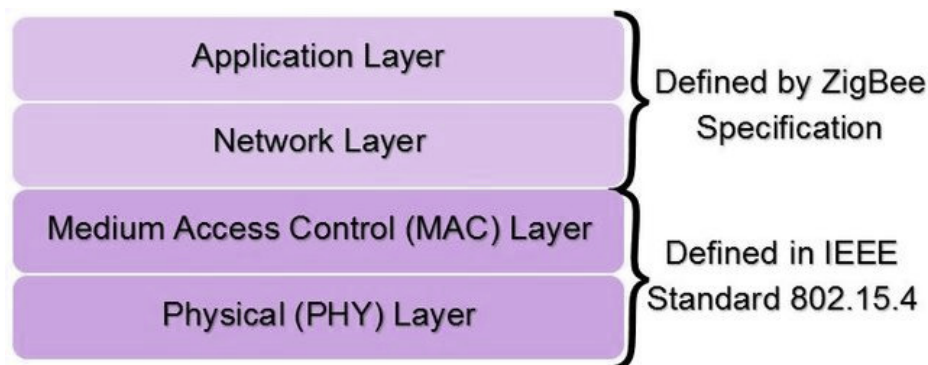 Application Layer
Network Layer
Medium Access Control (MAC) Layer
Physical (PHY) Layer
Defined by ZigBee
Specification
Defined in IEEE
Standard 802.15.4